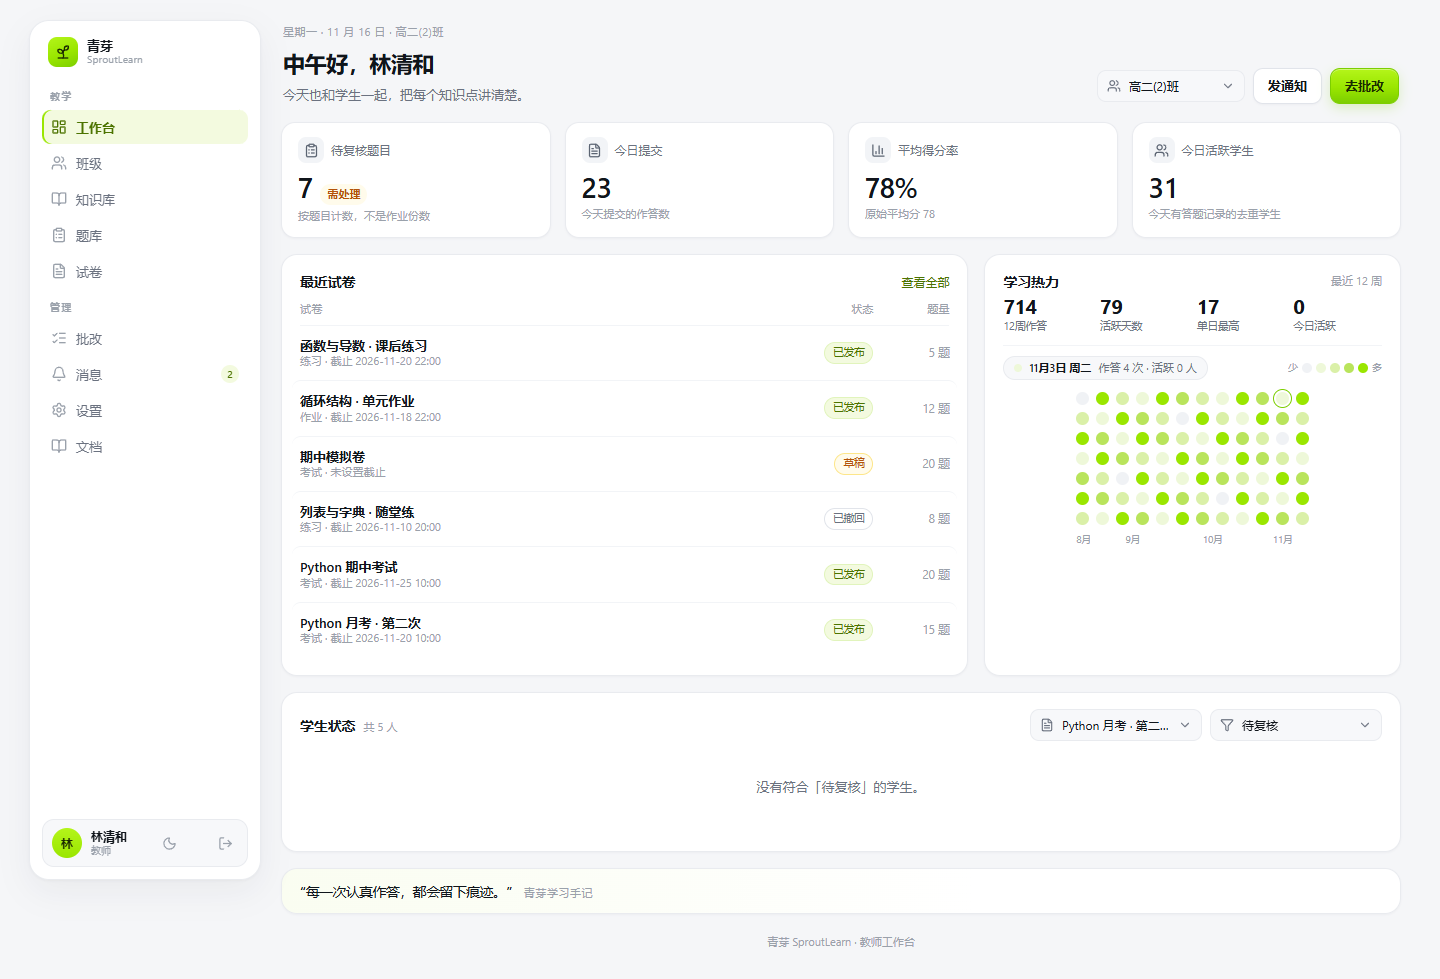 青芽
SproutLearn
教学
工作台
班级
知识库
题库
试卷
管理
批改
消息 2
设置
文档
林 林清和
教师
星期一 · 11 月 16 日 · 高二(2)班
中午好，林清和
今天也和学生一起，把每个知识点讲清楚。
高二(2)班 发通知 去批改
待复核题目
7 需处理
按题目计数，不是作业份数
今日提交
23
今天提交的作答数
平均得分率
78%
原始平均分 78
今日活跃学生
31
今天有答题记录的去重学生
最近试卷 查看全部
试卷 状态 题量
函数与导数 · 课后练习
练习 · 截止 2026-11-20 22:00
已发布 5 题
循环结构 · 单元作业
作业 · 截止 2026-11-18 22:00
已发布 12 题
期中模拟卷
考试 · 未设置截止
草稿 20 题
列表与字典 · 随堂练
练习 · 截止 2026-11-10 20:00
已撤回 8 题
Python 期中考试
考试 · 截止 2026-11-25 10:00
已发布 20 题
Python 月考 · 第二次
考试 · 截止 2026-11-20 10:00
已发布 15 题
学习热力 最近 12 周
714 79 17 0
12周作答 活跃天数 单日最高 今日活跃
11月3日 周二 作答 4 次 · 活跃 0 人 少 多
8月 9月 10月 11月
学生状态 共 5 人 Python 月考 · 第二... 待复核
没有符合「待复核」的学生。
“每一次认真作答，都会留下痕迹。” 青芽学习手记
青芽 SproutLearn · 教师工作台